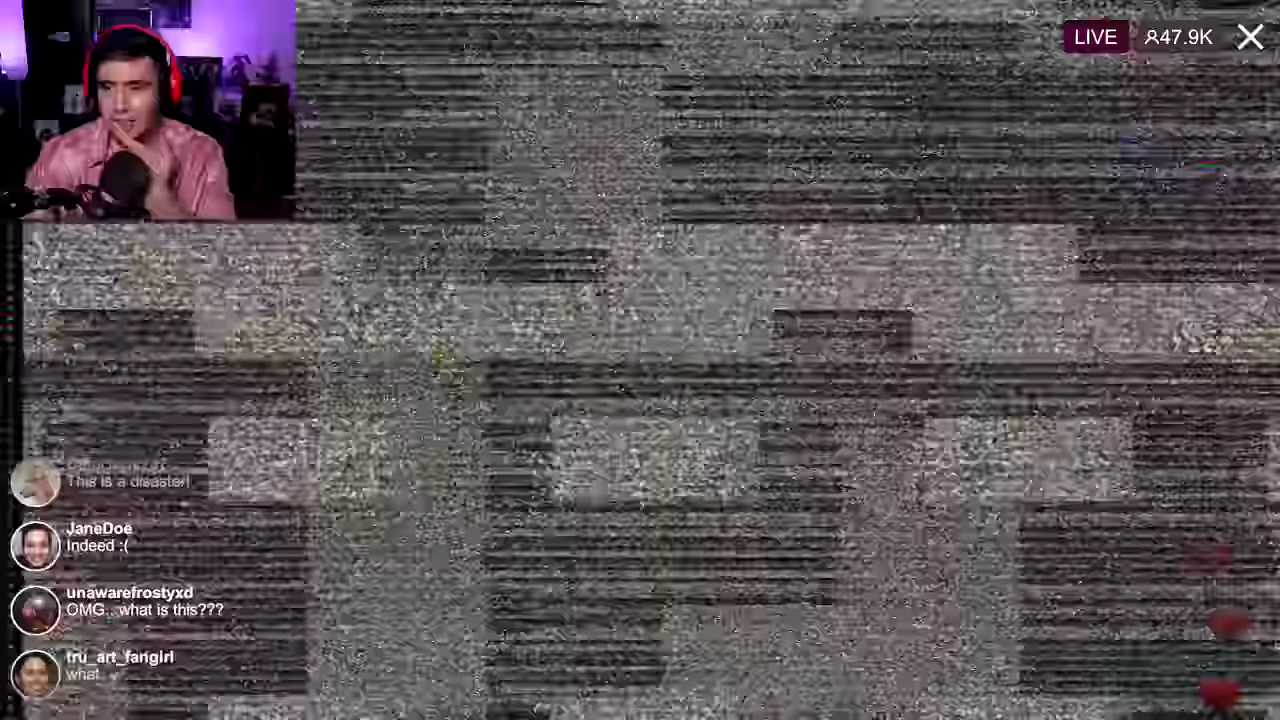 LIVE 47.9K
This is a disaster!
JaneDoe
Indeed :(
unawarefrostyxd
OMG...what is this???
tru_art_fangirl
what